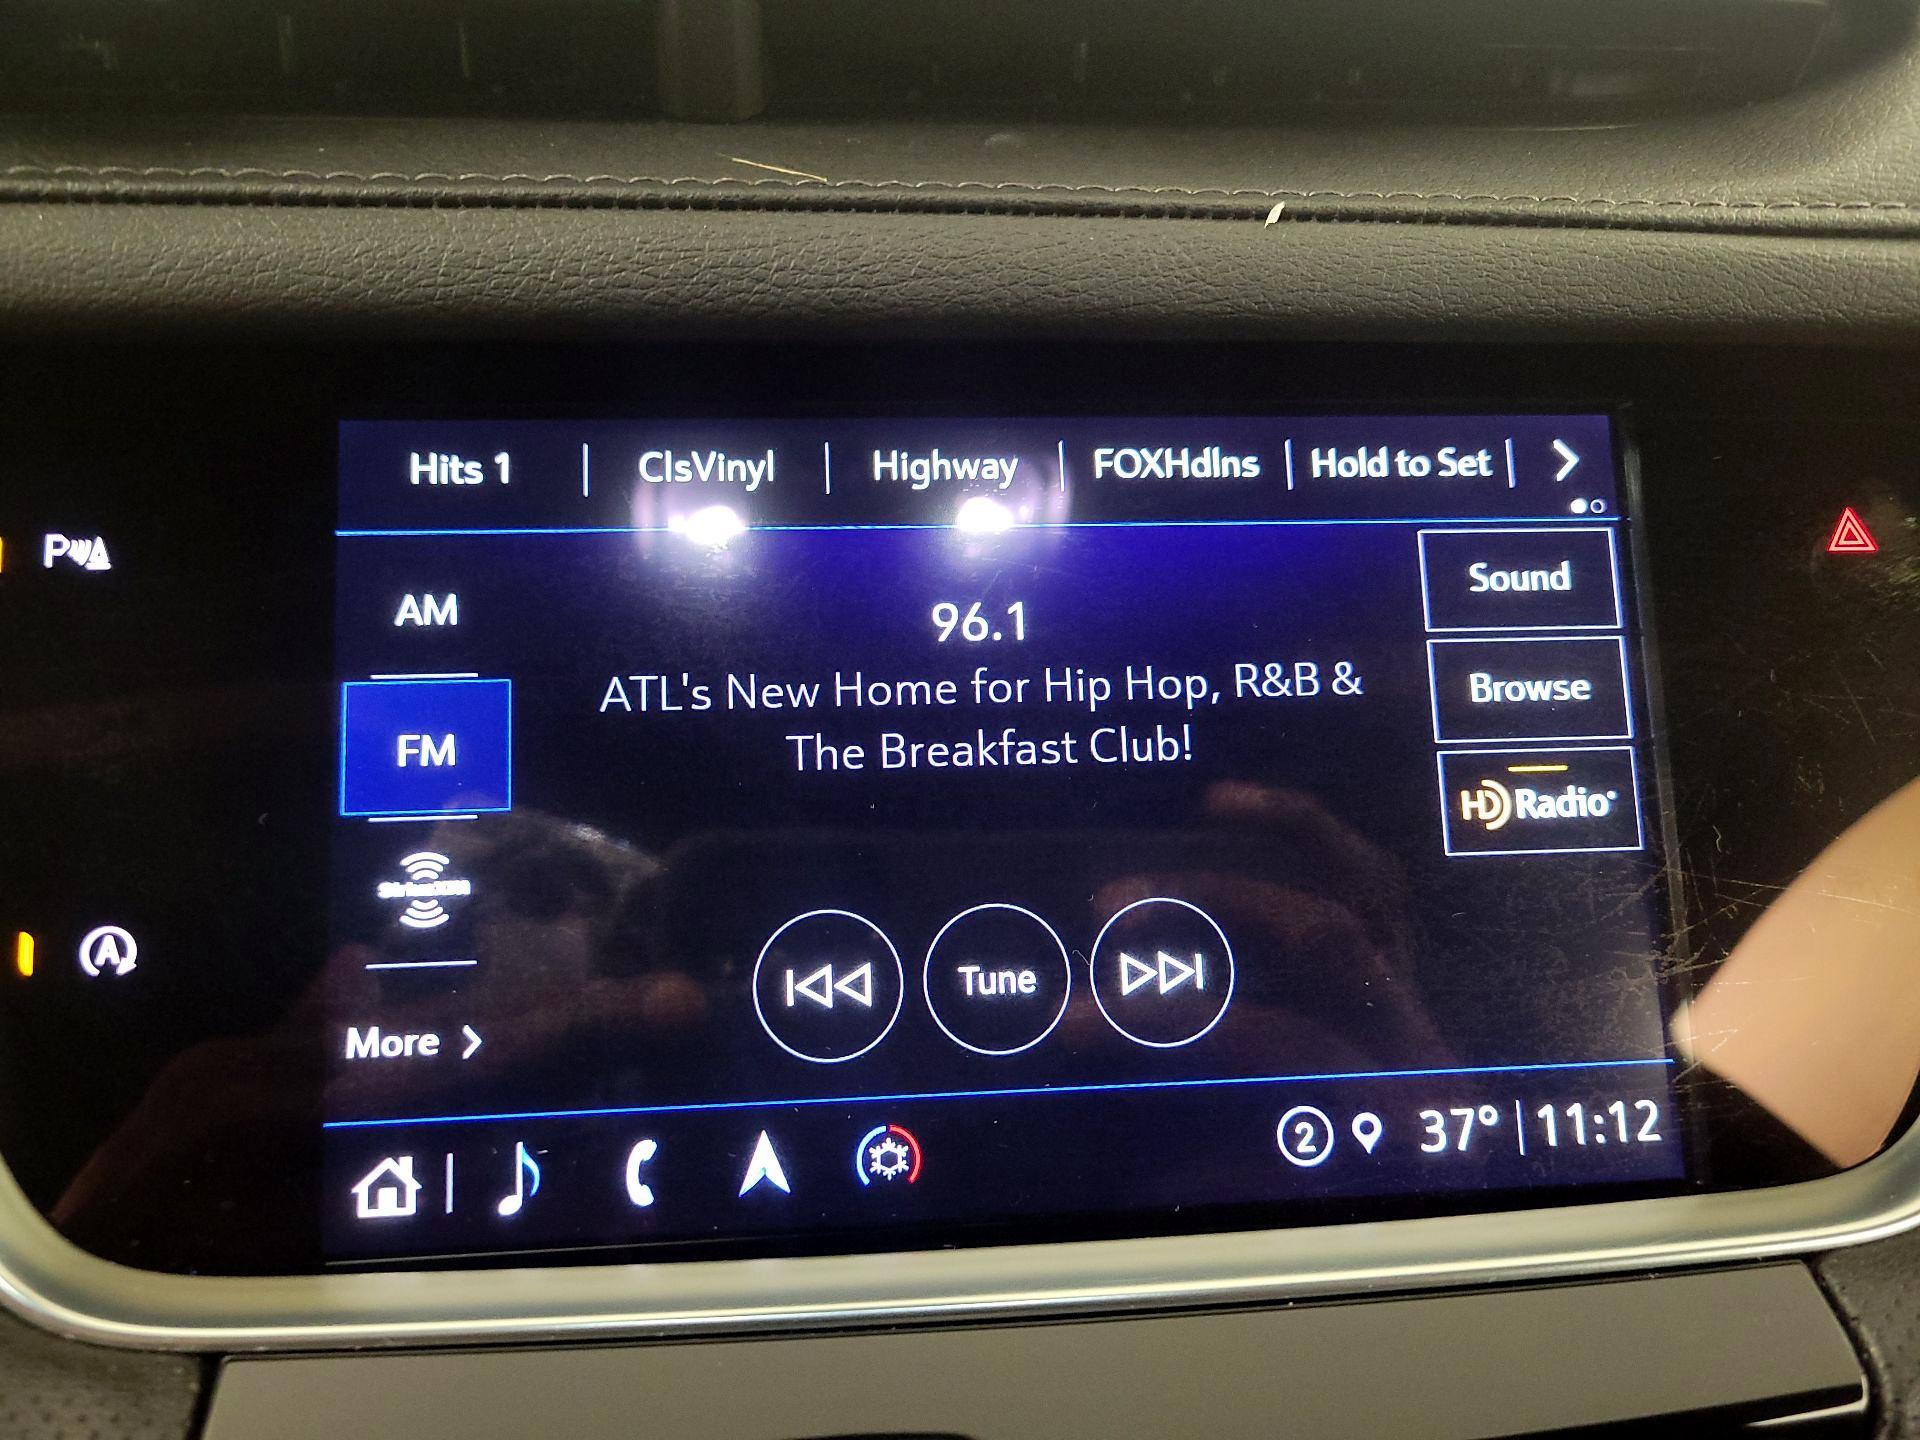 Hits 1 | ClsVinyl | Highway | FOXHdlns | Hold to Set |
AM
96.1
Sound
ATL's New Home for Hip Hop, R&B &
The Breakfast Club!
Browse
FM
HD Radio
SiriusXM
Tune
More
2 37° | 11:12
P
A